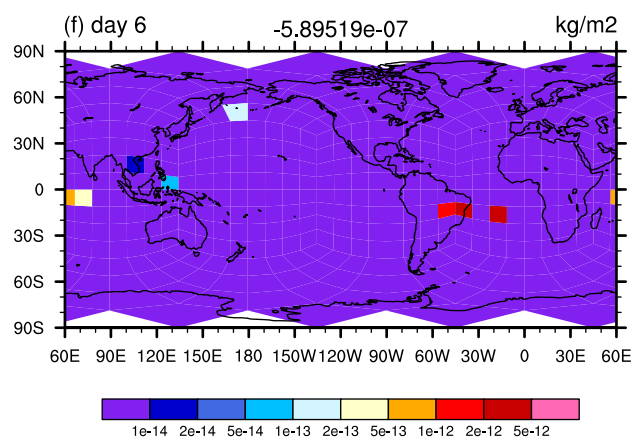 (f) day 6 -5.89519e-07 kg/m2
90N
60N
30N
0
30S
60S
90S
60E 90E 120E 150E 180 150W 120W 90W 60W 30W 0 30E 60E
1e-14 2e-14 5e-14 1e-13 2e-13 5e-13 1e-12 2e-12 5e-12